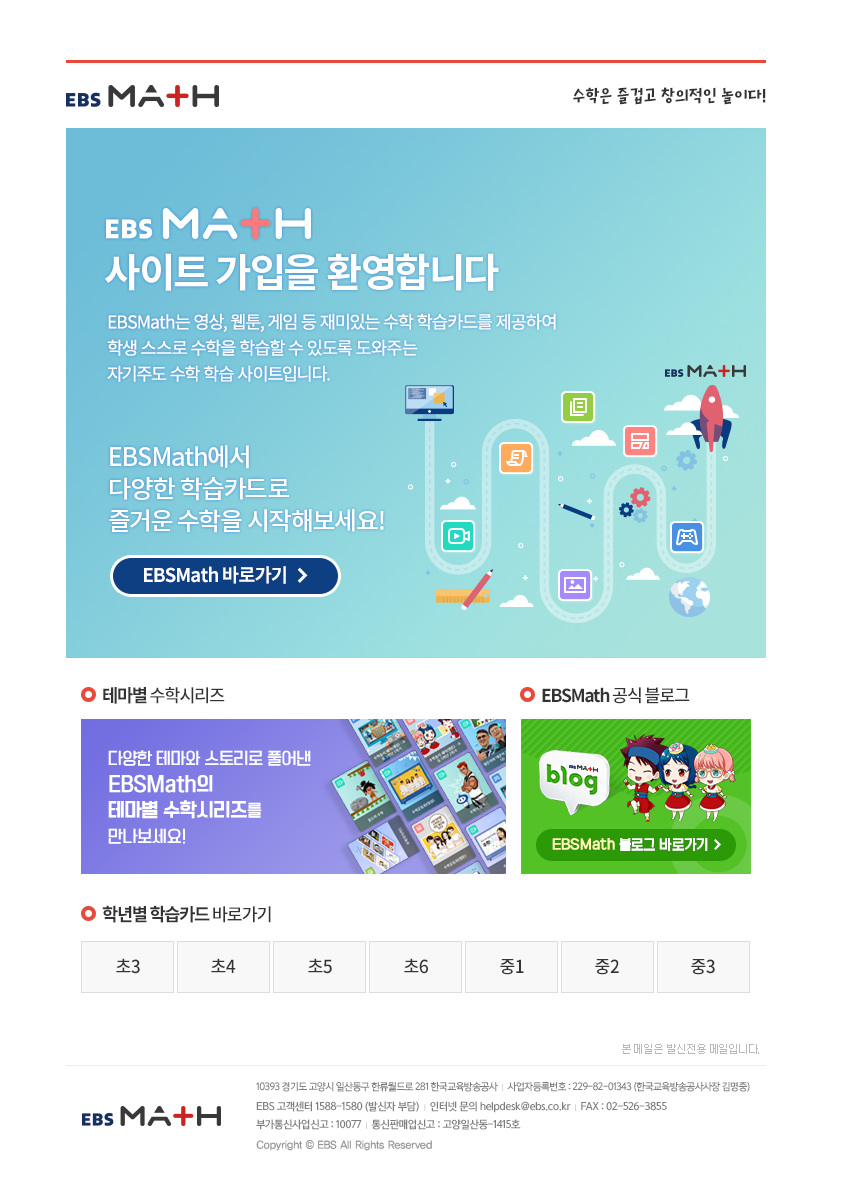 EBS MATH
수학은 즐겁고 창의적인 놀이다!
EBS MATH
사이트 가입을 환영합니다
EBSMath는 영상, 웹툰, 게임 등 재미있는 수학 학습카드를 제공하여
학생 스스로 수학을 학습할 수 있도록 도와주는
자기주도 수학 학습 사이트입니다.
EBS MATH
EBSMath에서
다양한 학습카드로
즐거운 수학을 시작해보세요!
EBSMath 바로가기
테마별 수학시리즈
다양한 테마와 스토리로 풀어낸
EBSMath의
테마별 수학시리즈를
만나보세요!
EBSMath 공식 블로그
EBS MATH
blog
EBSMath 블로그 바로가기
학년별 학습카드 바로가기
초3 초4 초5 초6 중1 중2 중3
본 메일은 발신전용 메일입니다.
EBS MATH
10393 경기도 고양시 일산동구 한류월드로 281 한국교육방송공사 | 사업자등록번호 : 229-82-01343 (한국교육방송공사사장 김명중)
EBS 고객센터 1588-1580 (발신자 부담) | 인터넷 문의 helpdesk@ebs.co.kr | FAX : 02-526-3855
부가통신사업신고 : 10077 | 통신판매업신고 : 고양일산동-1415호
Copyright © EBS All Rights Reserved